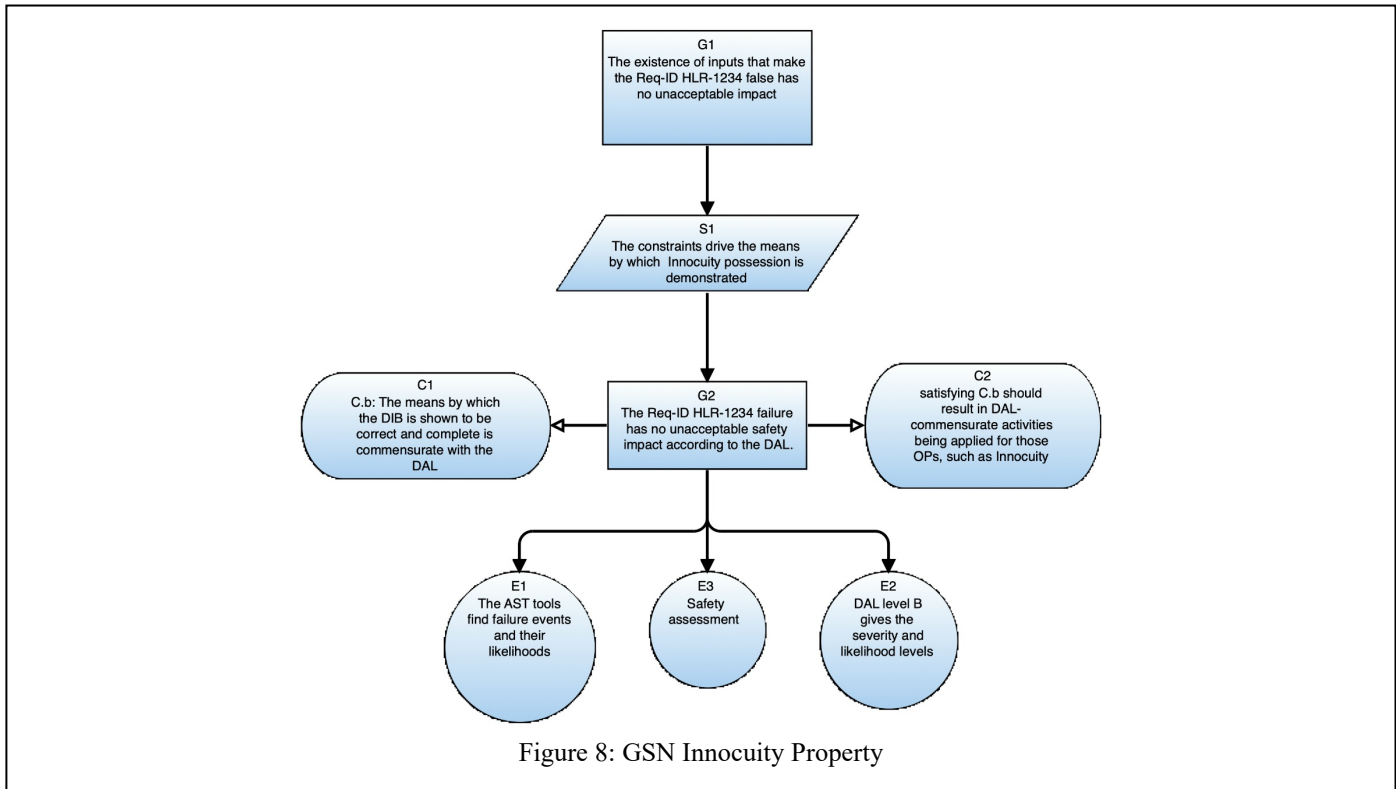 G1
The existence of inputs that make
the Req-ID HLR-1234 false has
no unacceptable impact
S1
The constraints drive the means
by which Innocuity possession is
demonstrated
C1
C.b: The means by which
the DIB is shown to be
correct and complete is
commensurate with the
DAL
G2
The Req-ID HLR-1234 failure
has no unacceptable safety
impact according to the DAL.
C2
satisfying C.b should
result in DAL-
commensurate activities
being applied for those
OPs, such as Innocuity
E1
The AST tools
find failure events
and their
likelihoods
E3
Safety
assessment
E2
DAL level B
gives the
severity and
likelihood levels
Figure 8: GSN Innocuity Property